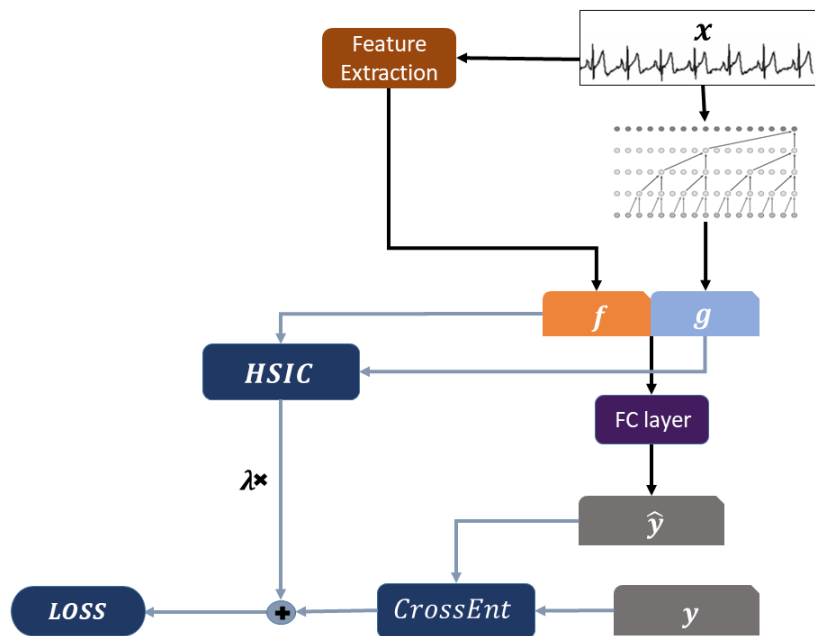 x
Feature
Extraction
f
g
HSIC
FC layer
λ×
ŷ
LOSS
+
CrossEnt
y